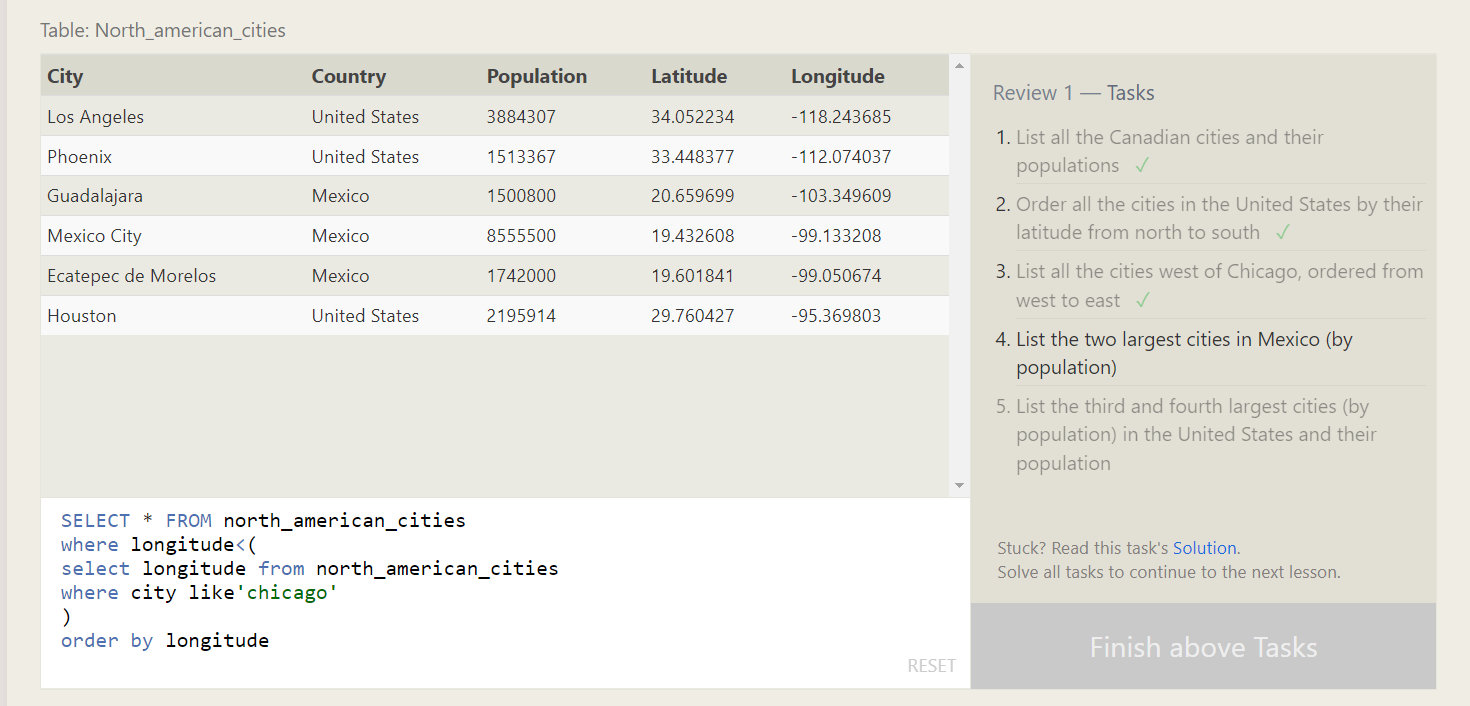 Table: North_american_cities
City Country Population Latitude Longitude
Los Angeles United States 3884307 34.052234 -118.243685
Phoenix United States 1513367 33.448377 -112.074037
Guadalajara Mexico 1500800 20.659699 -103.349609
Mexico City Mexico 8555500 19.432608 -99.133208
Ecatepec de Morelos Mexico 1742000 19.601841 -99.050674
Houston United States 2195914 29.760427 -95.369803
SELECT * FROM north_american_cities
where longitude<(
select longitude from north_american_cities
where city like'chicago'
)
order by longitude
RESET
Review 1 — Tasks
1. List all the Canadian cities and their
populations ✓
2. Order all the cities in the United States by their
latitude from north to south ✓
3. List all the cities west of Chicago, ordered from
west to east ✓
4. List the two largest cities in Mexico (by
population)
5. List the third and fourth largest cities (by
population) in the United States and their
population
Stuck? Read this task's Solution.
Solve all tasks to continue to the next lesson.
Finish above Tasks